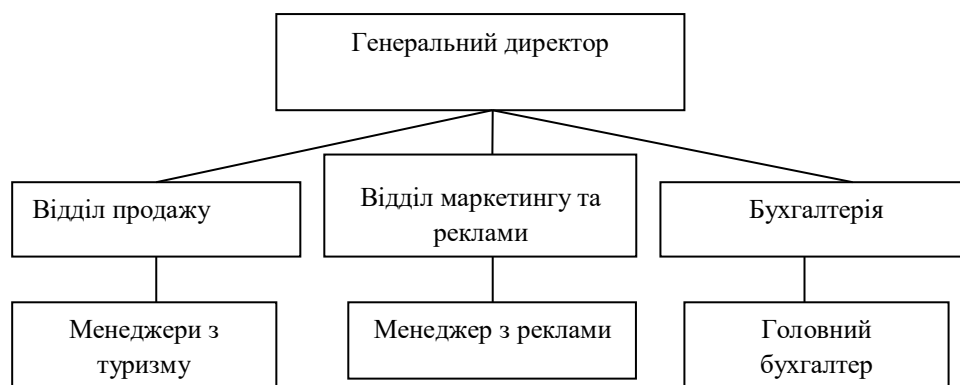 Генеральний директор
Відділ продажу
Відділ маркетингу та
реклами
Бухгалтерія
Менеджери з
туризму
Менеджер з реклами
Головний
бухгалтер